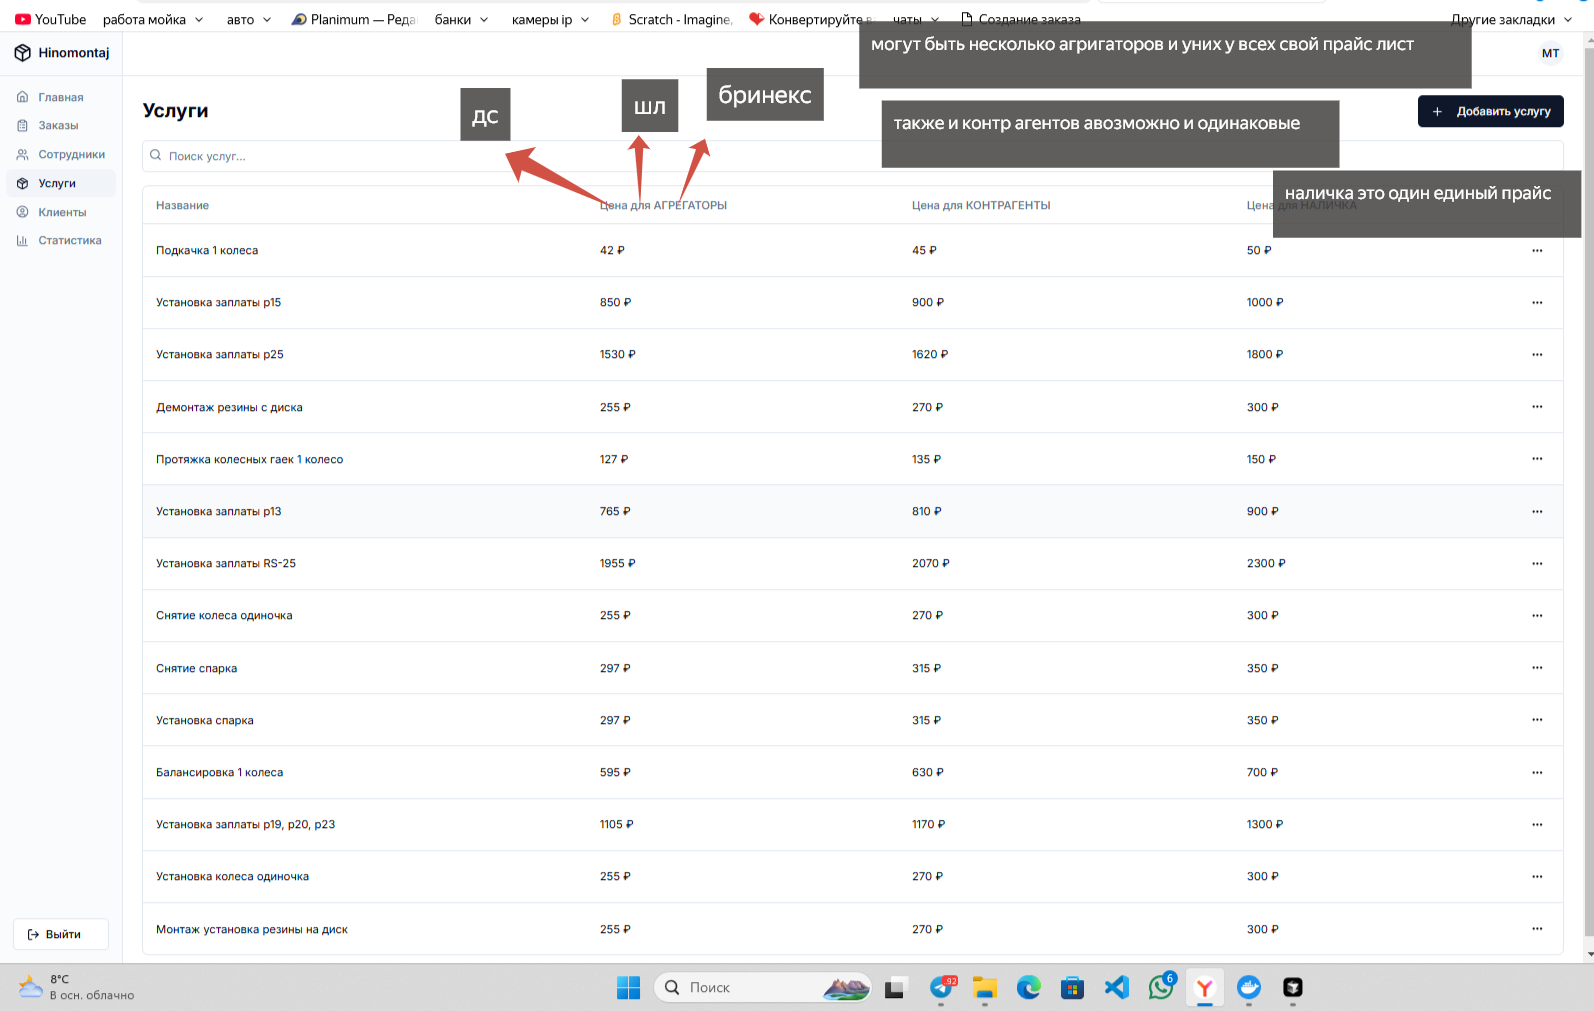 YouTube работа мойка авто Planimum — Реда банки камеры ip Scratch - Imagine, Конвертируйте в чаты Создание заказа Другие закладки
Hinomontaj
могут быть несколько агригаторов и уних у всех свой прайс лист
МТ
Главная
Заказы
Сотрудники
Услуги
Клиенты
Статистика
Выйти
Услуги
дс
шл
бринекс
также и контр агентов авозможно и одинаковые
Добавить услугу
Поиск услуг...
наличка это один единый прайс
Название Цена для АГРЕГАТОРЫ Цена для КОНТРАГЕНТЫ Цена для НАЛИЧКА
Подкачка 1 колеса 42 ₽ 45 ₽ 50 ₽ ...
Установка заплаты р15 850 ₽ 900 ₽ 1000 ₽ ...
Установка заплаты р25 1530 ₽ 1620 ₽ 1800 ₽ ...
Демонтаж резины с диска 255 ₽ 270 ₽ 300 ₽ ...
Протяжка колесных гаек 1 колесо 127 ₽ 135 ₽ 150 ₽ ...
Установка заплаты р13 765 ₽ 810 ₽ 900 ₽ ...
Установка заплаты RS-25 1955 ₽ 2070 ₽ 2300 ₽ ...
Снятие колеса одиночка 255 ₽ 270 ₽ 300 ₽ ...
Снятие спарка 297 ₽ 315 ₽ 350 ₽ ...
Установка спарка 297 ₽ 315 ₽ 350 ₽ ...
Балансировка 1 колеса 595 ₽ 630 ₽ 700 ₽ ...
Установка заплаты р19, р20, р23 1105 ₽ 1170 ₽ 1300 ₽ ...
Установка колеса одиночка 255 ₽ 270 ₽ 300 ₽ ...
Монтаж установка резины на диск 255 ₽ 270 ₽ 300 ₽ ...
8°C
В осн. облачно
Поиск
92
6